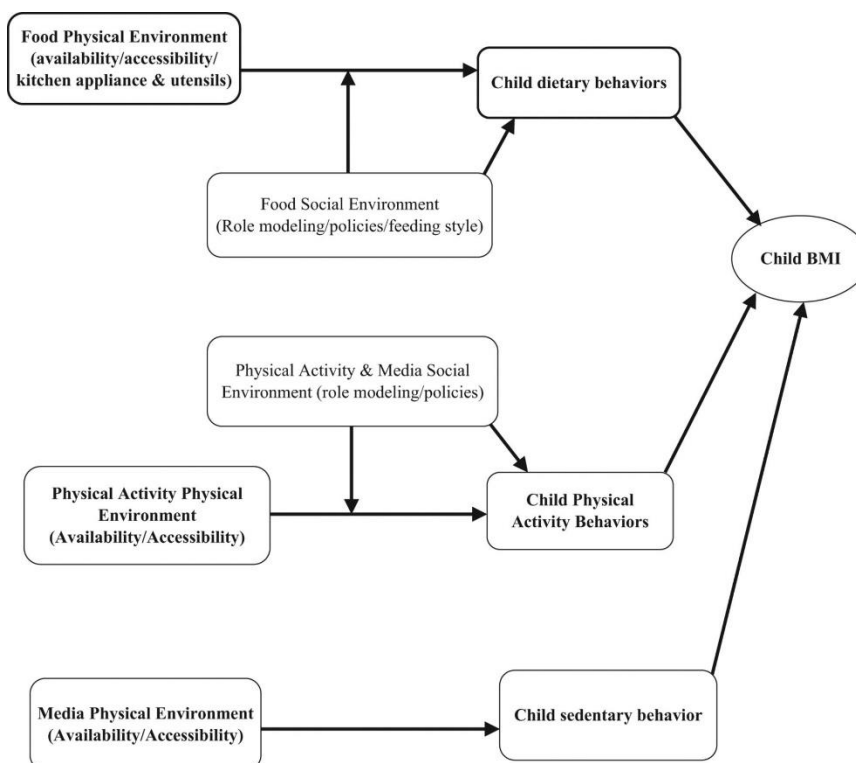 Food Physical Environment
(availability/accessibility/
kitchen appliance & utensils)
Child dietary behaviors
Food Social Environment
(Role modeling/policies/feeding style)
Child BMI
Physical Activity & Media Social
Environment (role modeling/policies)
Physical Activity Physical
Environment
(Availability/Accessibility)
Child Physical
Activity Behaviors
Media Physical Environment
(Availability/Accessibility)
Child sedentary behavior